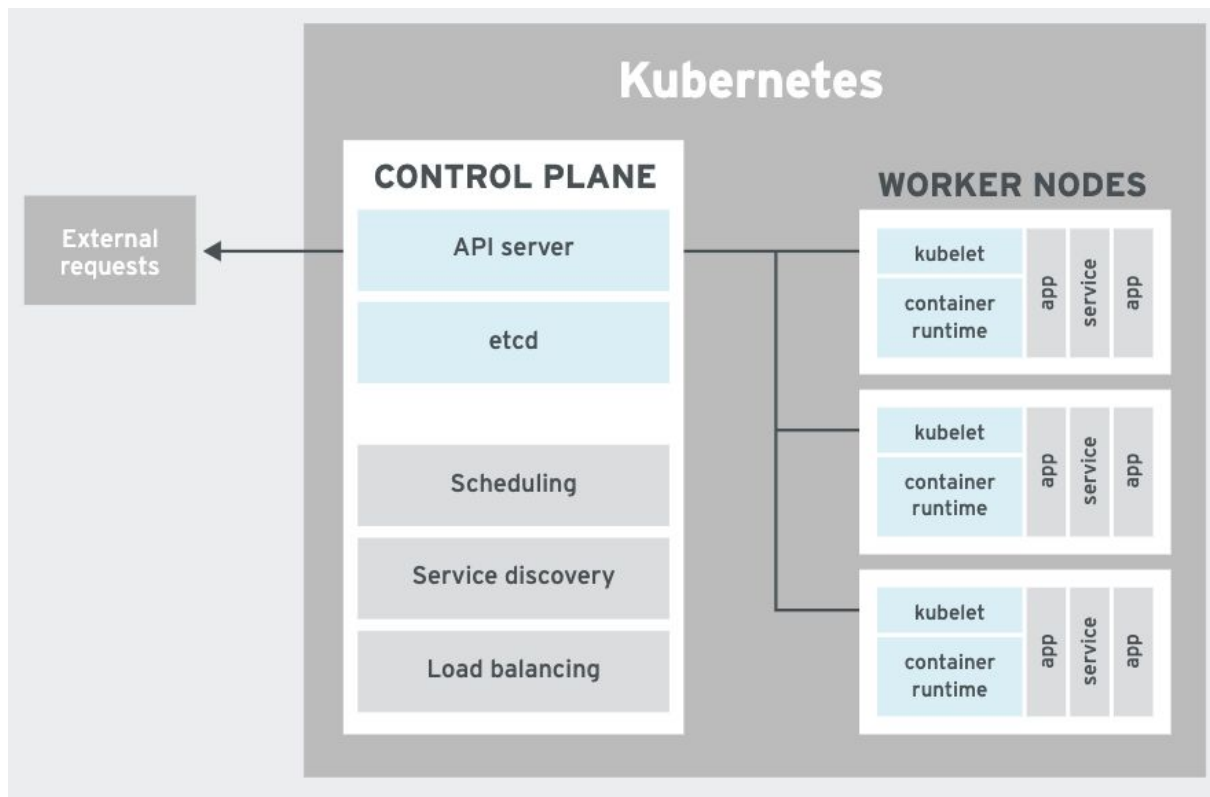 Kubernetes
External
requests
CONTROL PLANE
API server
etcd
Scheduling
Service discovery
Load balancing
WORKER NODES
kubelet
container
runtime
app
service
app
kubelet
container
runtime
app
service
app
kubelet
container
runtime
app
service
app